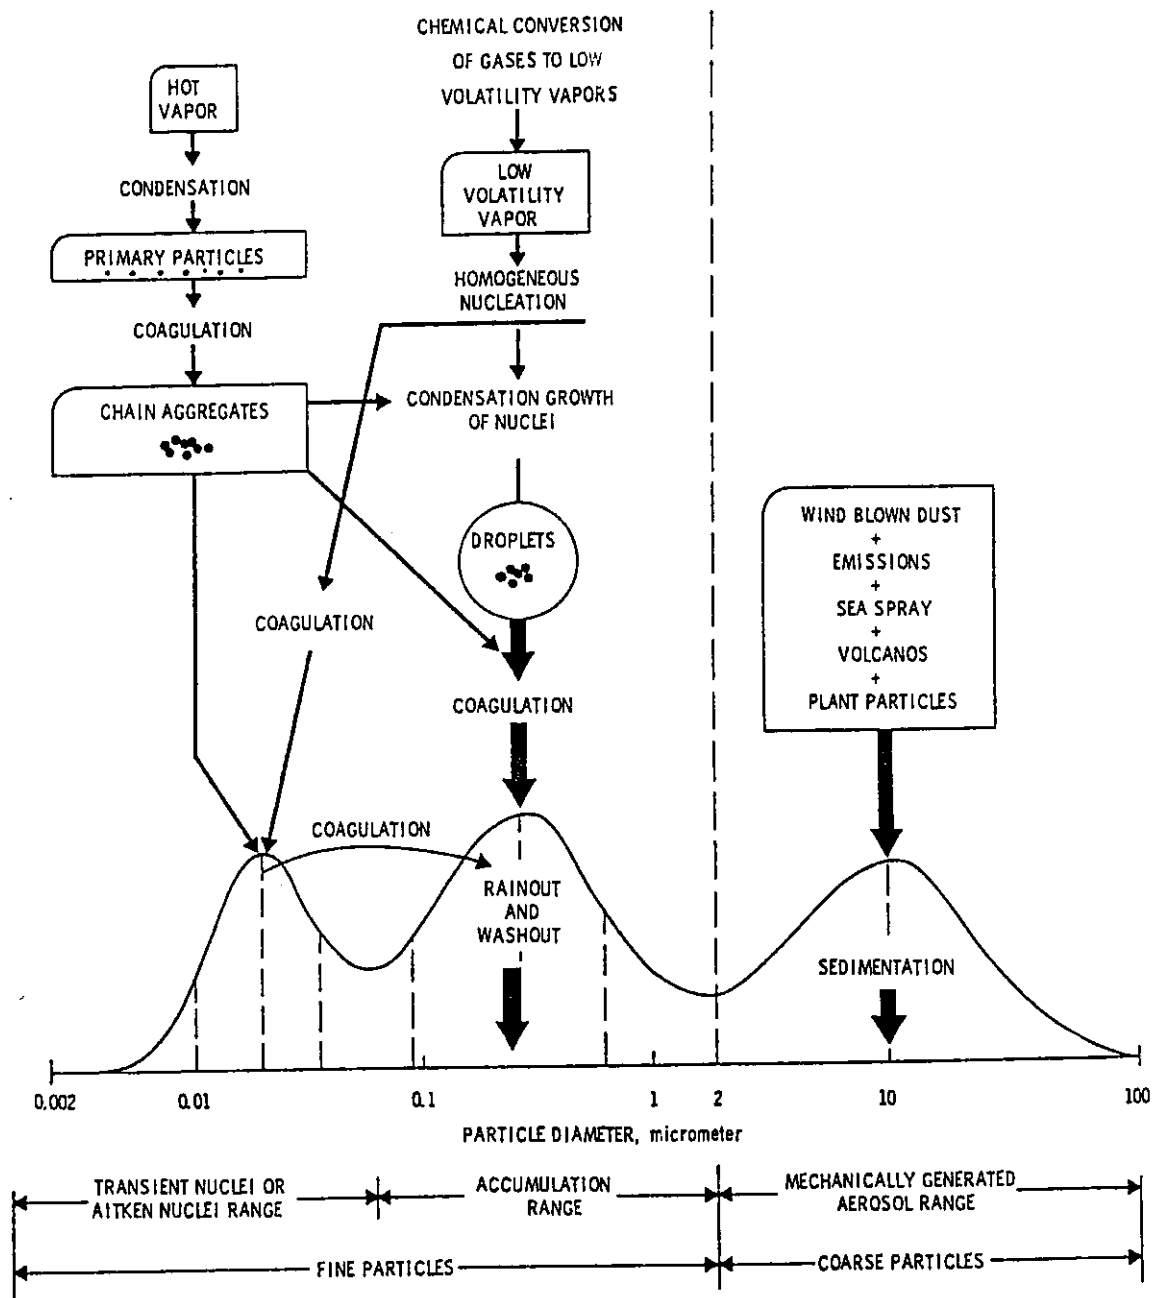 CHEMICAL CONVERSION
OF GASES TO LOW
VOLATILITY VAPORS
HOT
VAPOR
CONDENSATION
PRIMARY PARTICLES
COAGULATION
CHAIN AGGREGATES
LOW
VOLATILITY
VAPOR
HOMOGENEOUS
NUCLEATION
CONDENSATION GROWTH
OF NUCLEI
DROPLETS
COAGULATION
COAGULATION
COAGULATION
WIND BLOWN DUST
+
EMISSIONS
+
SEA SPRAY
+
VOLCANOS
+
PLANT PARTICLES
RAINOUT
AND
WASHOUT
SEDIMENTATION
0.002 0.01 0.1 1 2 10 100
PARTICLE DIAMETER, micrometer
TRANSIENT NUCLEI OR
AITKEN NUCLEI RANGE
ACCUMULATION
RANGE
MECHANICALLY GENERATED
AEROSOL RANGE
FINE PARTICLES
COARSE PARTICLES